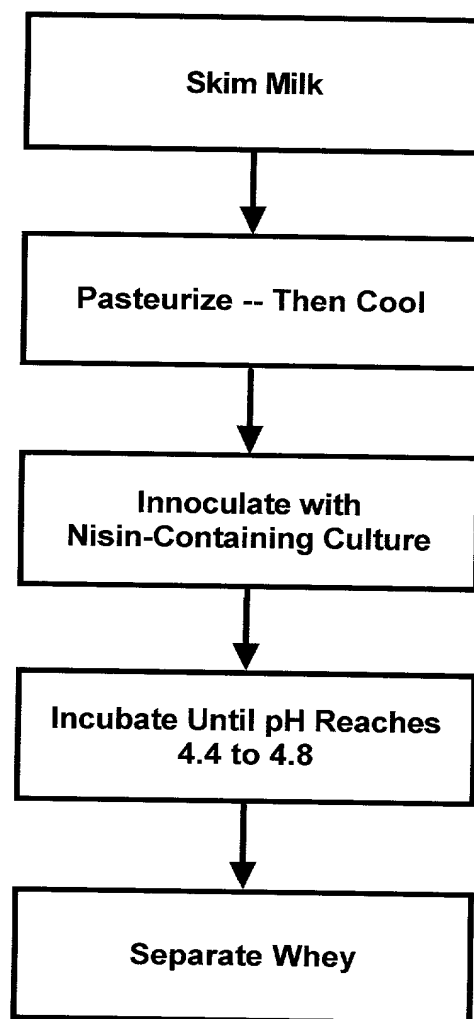 Skim Milk
Pasteurize -- Then Cool
Innoculate with
Nisin-Containing Culture
Incubate Until pH Reaches
4.4 to 4.8
Separate Whey